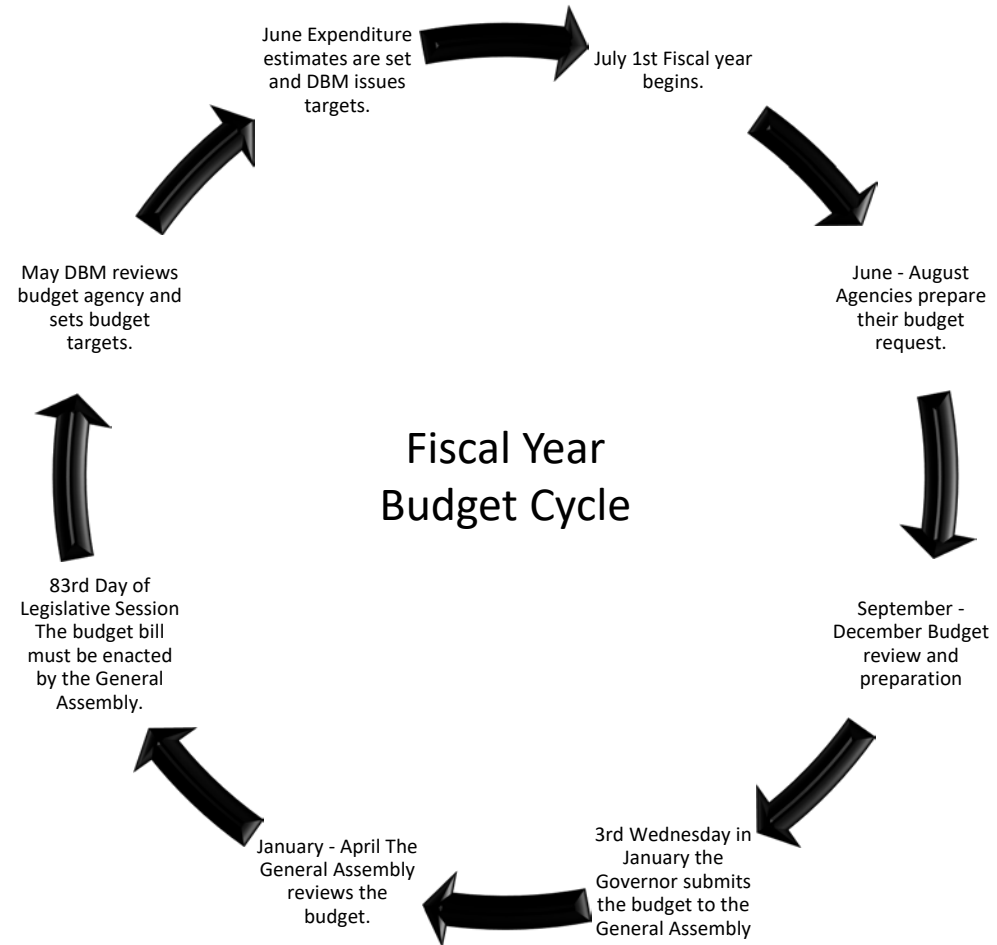 June Expenditure
estimates are set
and DBM issues
targets.
July 1st Fiscal year
begins.
June - August
Agencies prepare
their budget
request.
September -
December Budget
review and
preparation
3rd Wednesday in
January the
Governor submits
the budget to the
General Assembly
January - April The
General Assembly
reviews the
budget.
83rd Day of
Legislative Session
The budget bill
must be enacted
by the General
Assembly.
May DBM reviews
budget agency and
sets budget
targets.
Fiscal Year
Budget Cycle